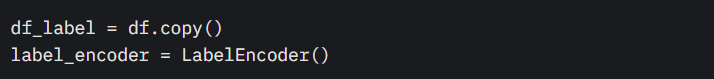 df_label = df.copy()
label_encoder = LabelEncoder()